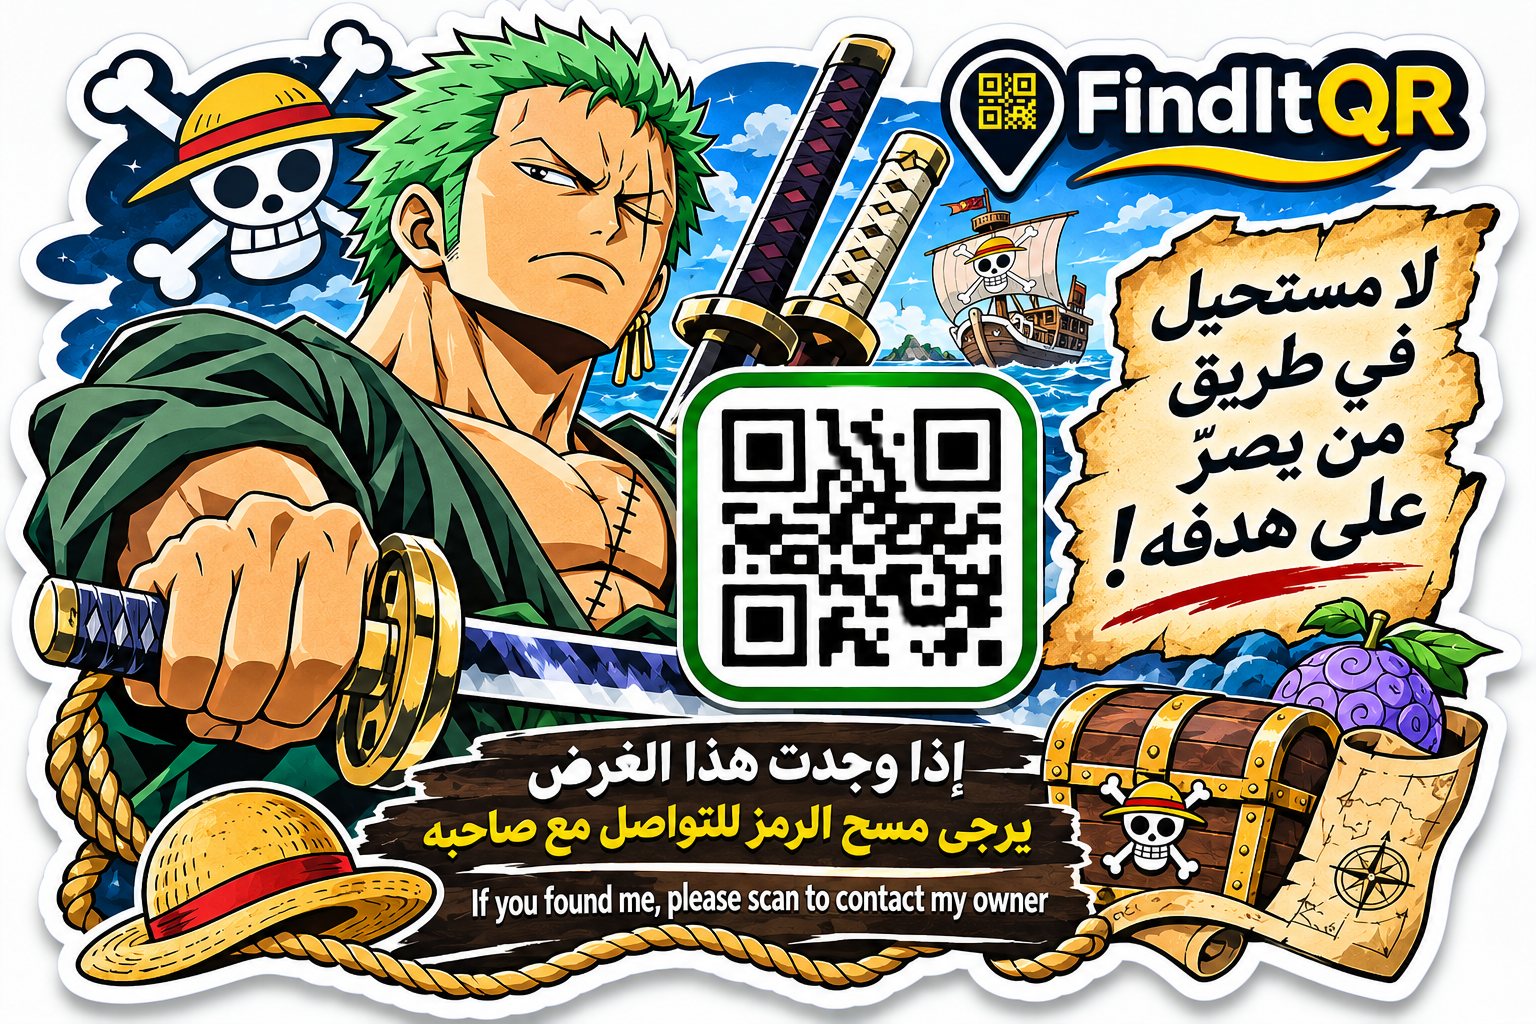 FindItQR
لا مستحيل
في طريق
من يصرّ
على هدفه!
إذا وجدت هذا الغرض
يرجى مسح الرمز للتواصل مع صاحبه
If you found me, please scan to contact my owner